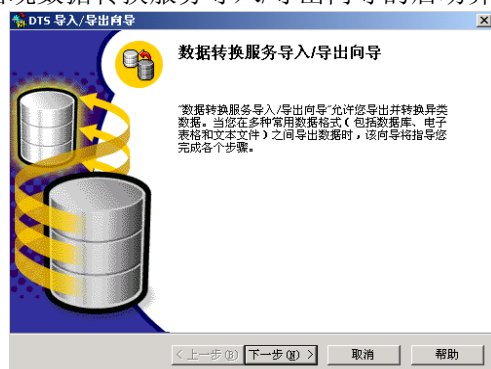 DTS 导入/导出向导
数据转换服务导入/导出向导
"数据转换服务导入/导出向导"允许您导出并转换异类
数据。当您在多种常用数据格式（包括数据库、电子
表格和文本文件）之间导出数据时，该向导将指导您
完成各个步骤。
< 上一步(B) 下一步(N) > 取消 帮助